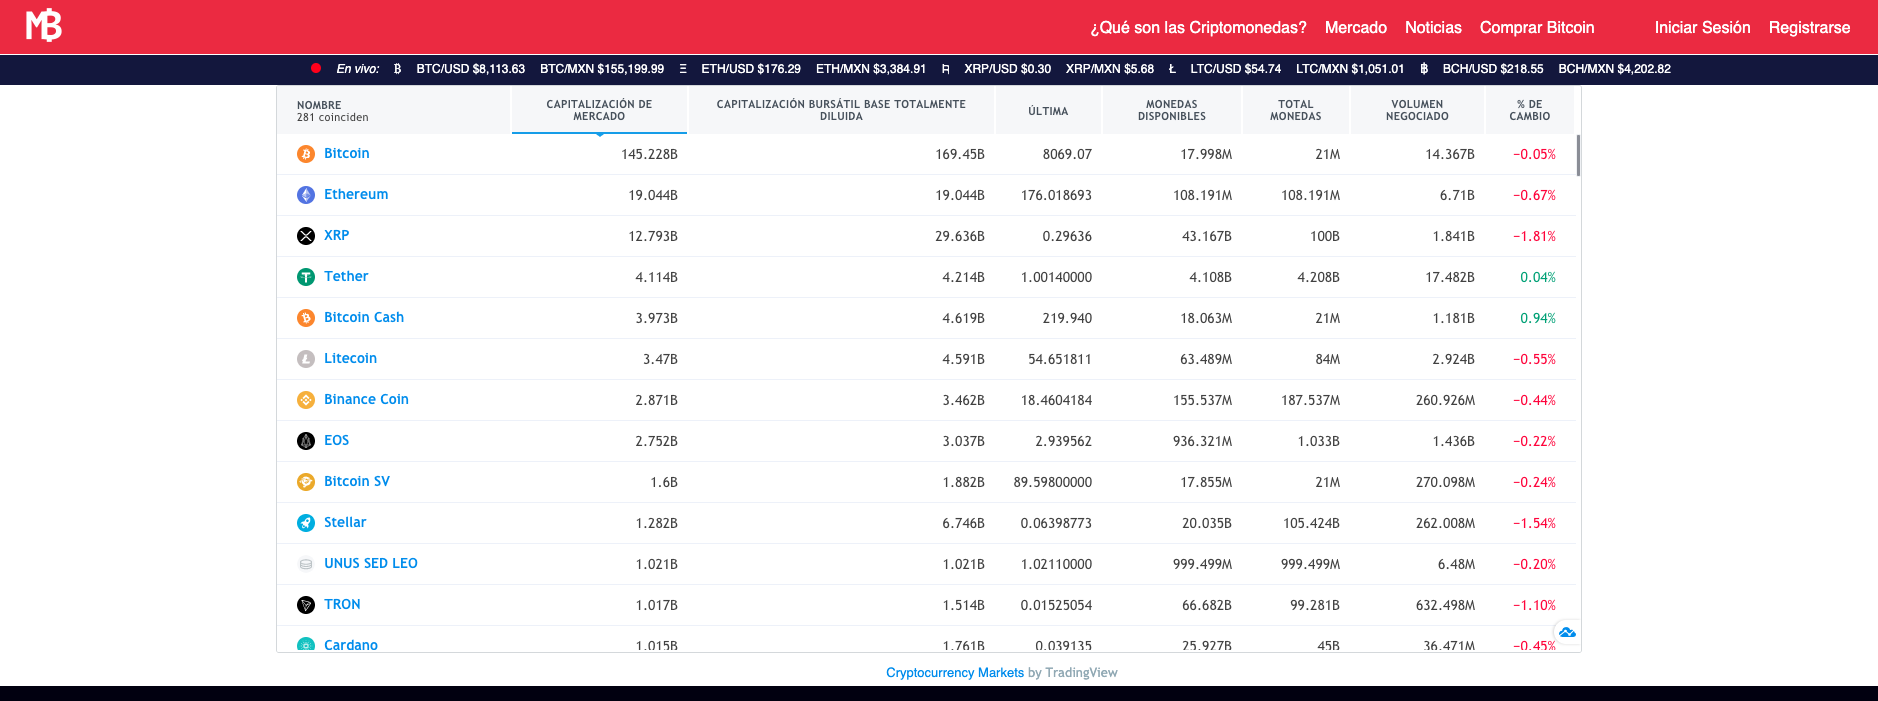 MB
¿Qué son las Criptomonedas? Mercado Noticias Comprar Bitcoin Iniciar Sesión Registrarse
En vivo: BTC/USD $8,113.63 BTC/MXN $155,199.99 Ξ ETH/USD $176.29 ETH/MXN $3,384.91 XRP/USD $0.30 XRP/MXN $5.68 Ł LTC/USD $54.74 LTC/MXN $1,051.01 BCH/USD $218.55 BCH/MXN $4,202.82
NOMBRE
281 coinciden
CAPITALIZACIÓN DE
MERCADO
CAPITALIZACIÓN BURSÁTIL BASE TOTALMENTE
DILUIDA
ÚLTIMA
MONEDAS
DISPONIBLES
TOTAL
MONEDAS
VOLUMEN
NEGOCIADO
% DE
CAMBIO
Bitcoin 145.228B 169.45B 8069.07 17.998M 21M 14.367B −0.05%
Ethereum 19.044B 19.044B 176.018693 108.191M 108.191M 6.71B −0.67%
XRP 12.793B 29.636B 0.29636 43.167B 100B 1.841B −1.81%
Tether 4.114B 4.214B 1.00140000 4.108B 4.208B 17.482B 0.04%
Bitcoin Cash 3.973B 4.619B 219.940 18.063M 21M 1.181B 0.94%
Litecoin 3.47B 4.591B 54.651811 63.489M 84M 2.924B −0.55%
Binance Coin 2.871B 3.462B 18.4604184 155.537M 187.537M 260.926M −0.44%
EOS 2.752B 3.037B 2.939562 936.321M 1.033B 1.436B −0.22%
Bitcoin SV 1.6B 1.882B 89.59800000 17.855M 21M 270.098M −0.24%
Stellar 1.282B 6.746B 0.06398773 20.035B 105.424B 262.008M −1.54%
UNUS SED LEO 1.021B 1.021B 1.02110000 999.499M 999.499M 6.48M −0.20%
TRON 1.017B 1.514B 0.01525054 66.682B 99.281B 632.498M −1.10%
Cardano 1.015B 1.761B 0.039135 25.927B 45B 36.471M −0.45%
Cryptocurrency Markets by TradingView